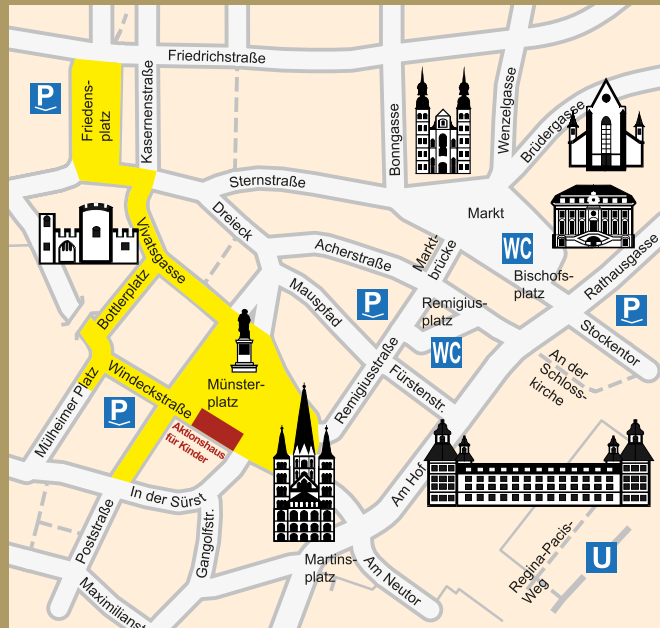 Friedrichstraße
P
Friedens-
platz
Kasernenstraße
Bonngasse
Wenzelgasse
Brüdergasse
Sternstraße
Dreieck
Markt
Vivatsgasse
Acherstraße
Markt-
brücke
WC
Bischofs-
platz
Rathausgasse
Bottlerplatz
Mauspfad
P
Remigius-
platz
P
Stockentor
WC
Remigiusstraße
Fürstenstr.
An der
Schloss-
kirche
Mülheimer Platz
Windeckstraße
Münster-
platz
P
Aktionshaus
für Kinder
In der Sürst
Am Hof
Poststraße
Gangolfstr.
Martins-
platz
Am Neutor
Regina-Pacis-
Weg
U
Maximilianst